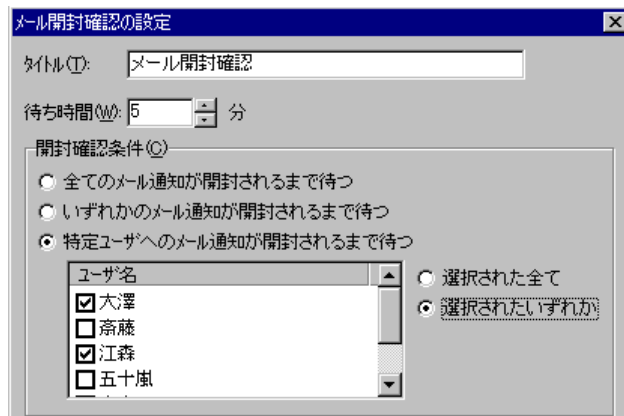 メール開封確認の設定
タイトル(T): メール開封確認
待ち時間(W): 5 分
開封確認条件(C)
全てのメール通知が開封されるまで待つ
いずれかのメール通知が開封されるまで待つ
特定ユーザへのメール通知が開封されるまで待つ
ユーザ名
大澤
斎藤
江森
五十嵐
選択された全て
選択されたいずれか